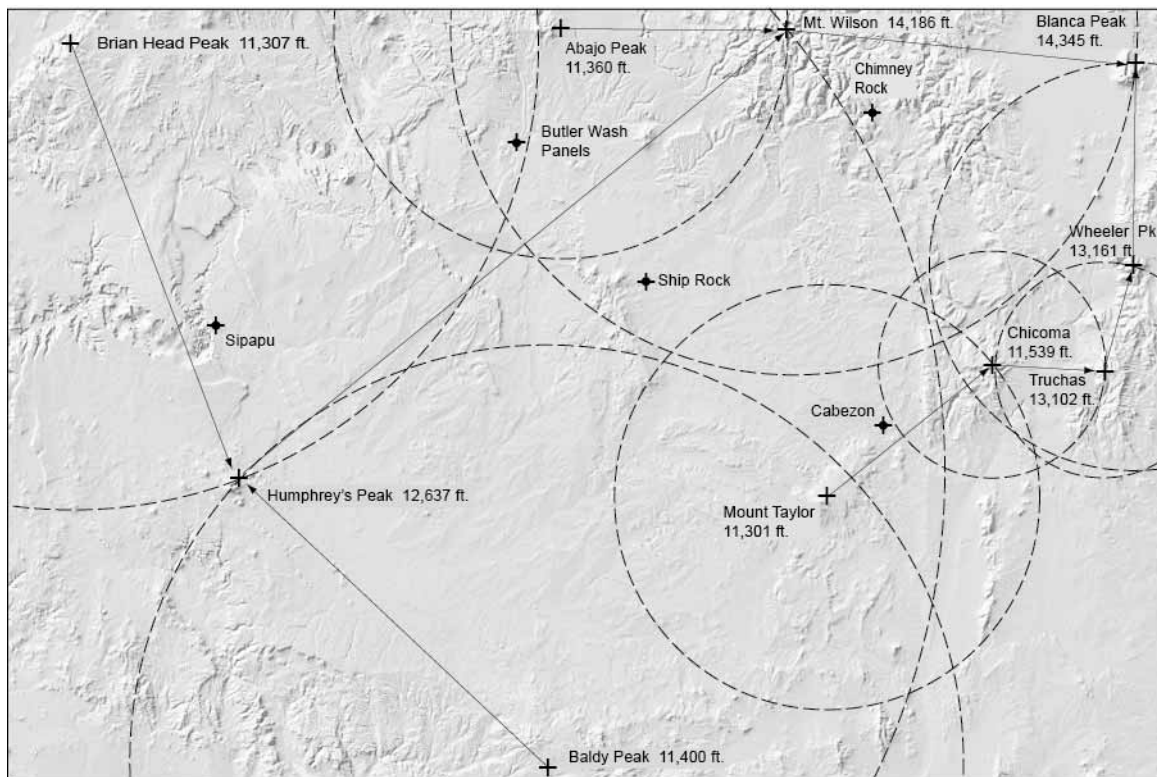 Brian Head Peak  11,307 ft.
Abajo Peak
11,360 ft.
Mt. Wilson   14,186 ft.
Blanca Peak
14,345 ft.
Chimney
Rock
Butler Wash
Panels
Wheeler  Pk
13,161 ft.
Ship Rock
Sipapu
Chicoma
11,539 ft.
Truchas
13,102 ft.
Cabezon
Humphrey's Peak  12,637 ft.
Mount Taylor
11,301 ft.
Baldy Peak  11,400 ft.